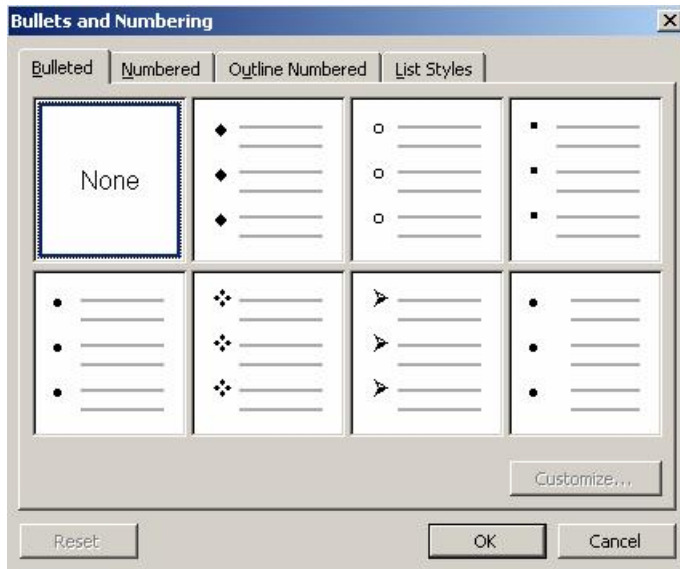 Bullets and Numbering
Bulleted Numbered Outline Numbered List Styles
None
Customize...
Reset OK Cancel